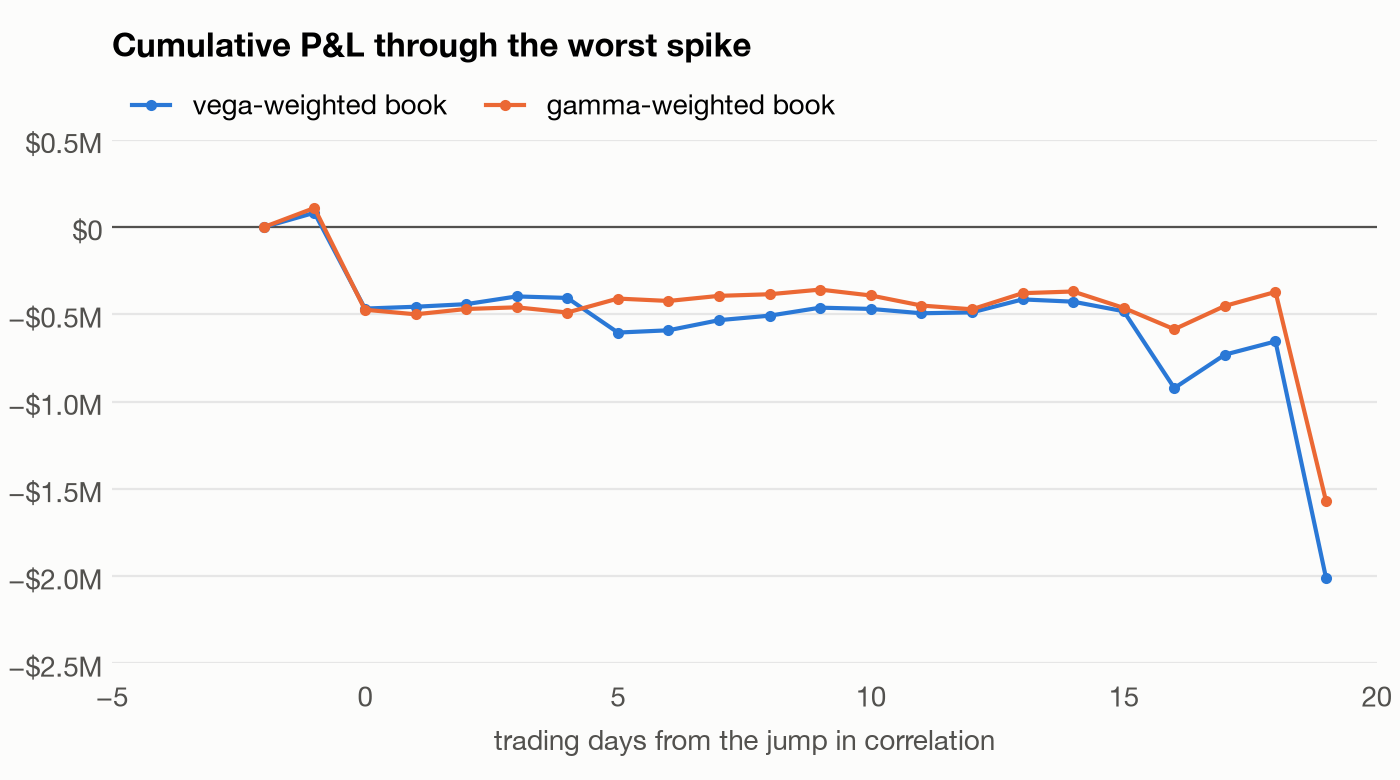 Cumulative P&L through the worst spike
vega-weighted book gamma-weighted book
$0.5M
$0
−$0.5M
−$1.0M
−$1.5M
−$2.0M
−$2.5M
−5 0 5 10 15 20
trading days from the jump in correlation